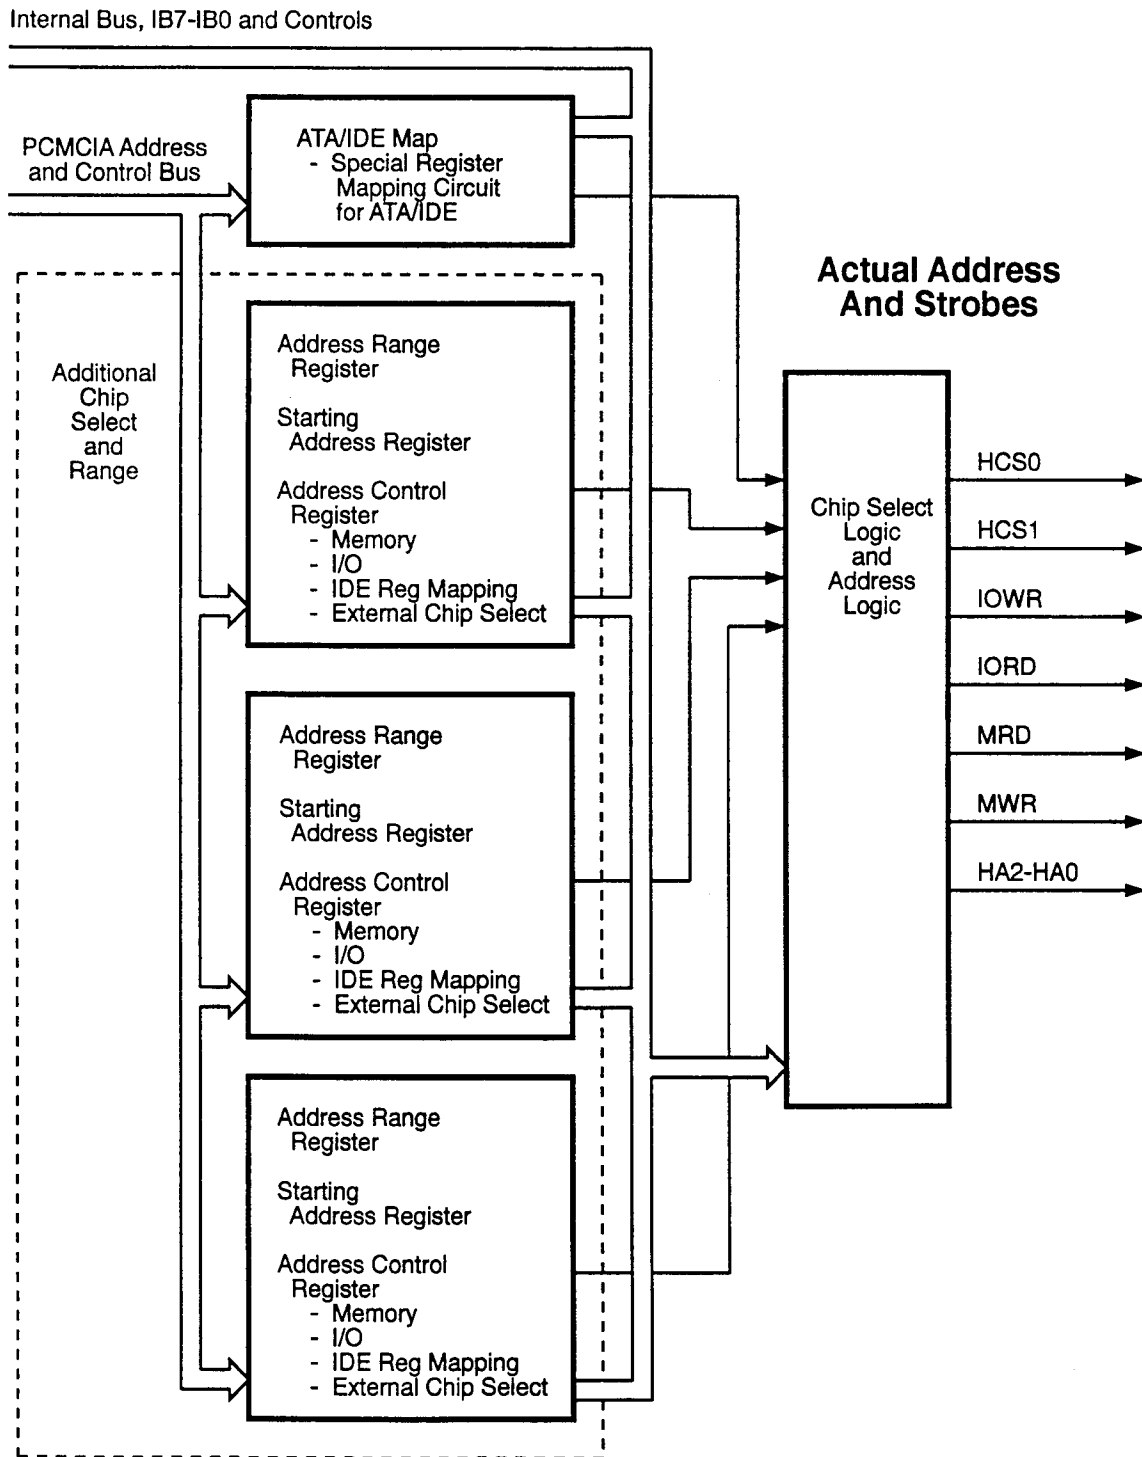 Internal Bus, IB7-IB0 and Controls
PCMCIA Address
and Control Bus
ATA/IDE Map
- Special Register
Mapping Circuit
for ATA/IDE
Additional
Chip
Select
and
Range
Address Range
Register
Starting
Address Register
Address Control
Register
- Memory
- I/O
- IDE Reg Mapping
- External Chip Select
Address Range
Register
Starting
Address Register
Address Control
Register
- Memory
- I/O
- IDE Reg Mapping
- External Chip Select
Address Range
Register
Starting
Address Register
Address Control
Register
- Memory
- I/O
- IDE Reg Mapping
- External Chip Select
Actual Address
And Strobes
Chip Select
Logic
and
Address
Logic
HCS0
HCS1
IOWR
IORD
MRD
MWR
HA2-HA0